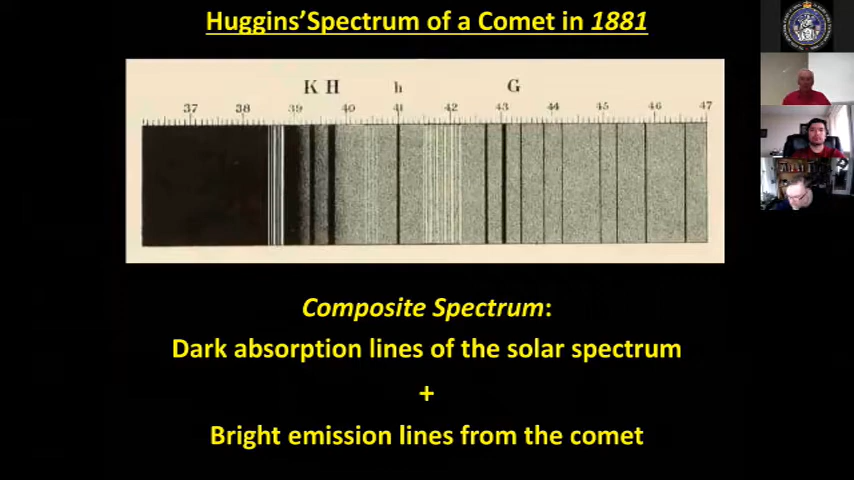 Huggins’Spectrum of a Comet in 1881
K H h G
37 38 39 40 41 42 43 44 45 46 47
Composite Spectrum:
Dark absorption lines of the solar spectrum
+
Bright emission lines from the comet